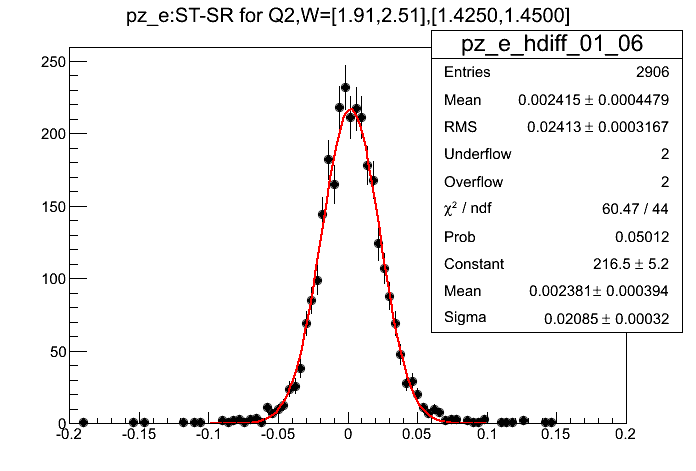 pz_e:ST-SR for Q2,W=[1.91,2.51],[1.4250,1.4500]
pz_e_hdiff_01_06
Entries 2906
Mean 0.002415 ± 0.0004479
RMS 0.02413 ± 0.0003167
Underflow 2
Overflow 2
χ² / ndf 60.47 / 44
Prob 0.05012
Constant 216.5 ± 5.2
Mean 0.002381 ± 0.000394
Sigma 0.02085 ± 0.00032
250
200
150
100
50
0
-0.2 -0.15 -0.1 -0.05 0 0.05 0.1 0.15 0.2